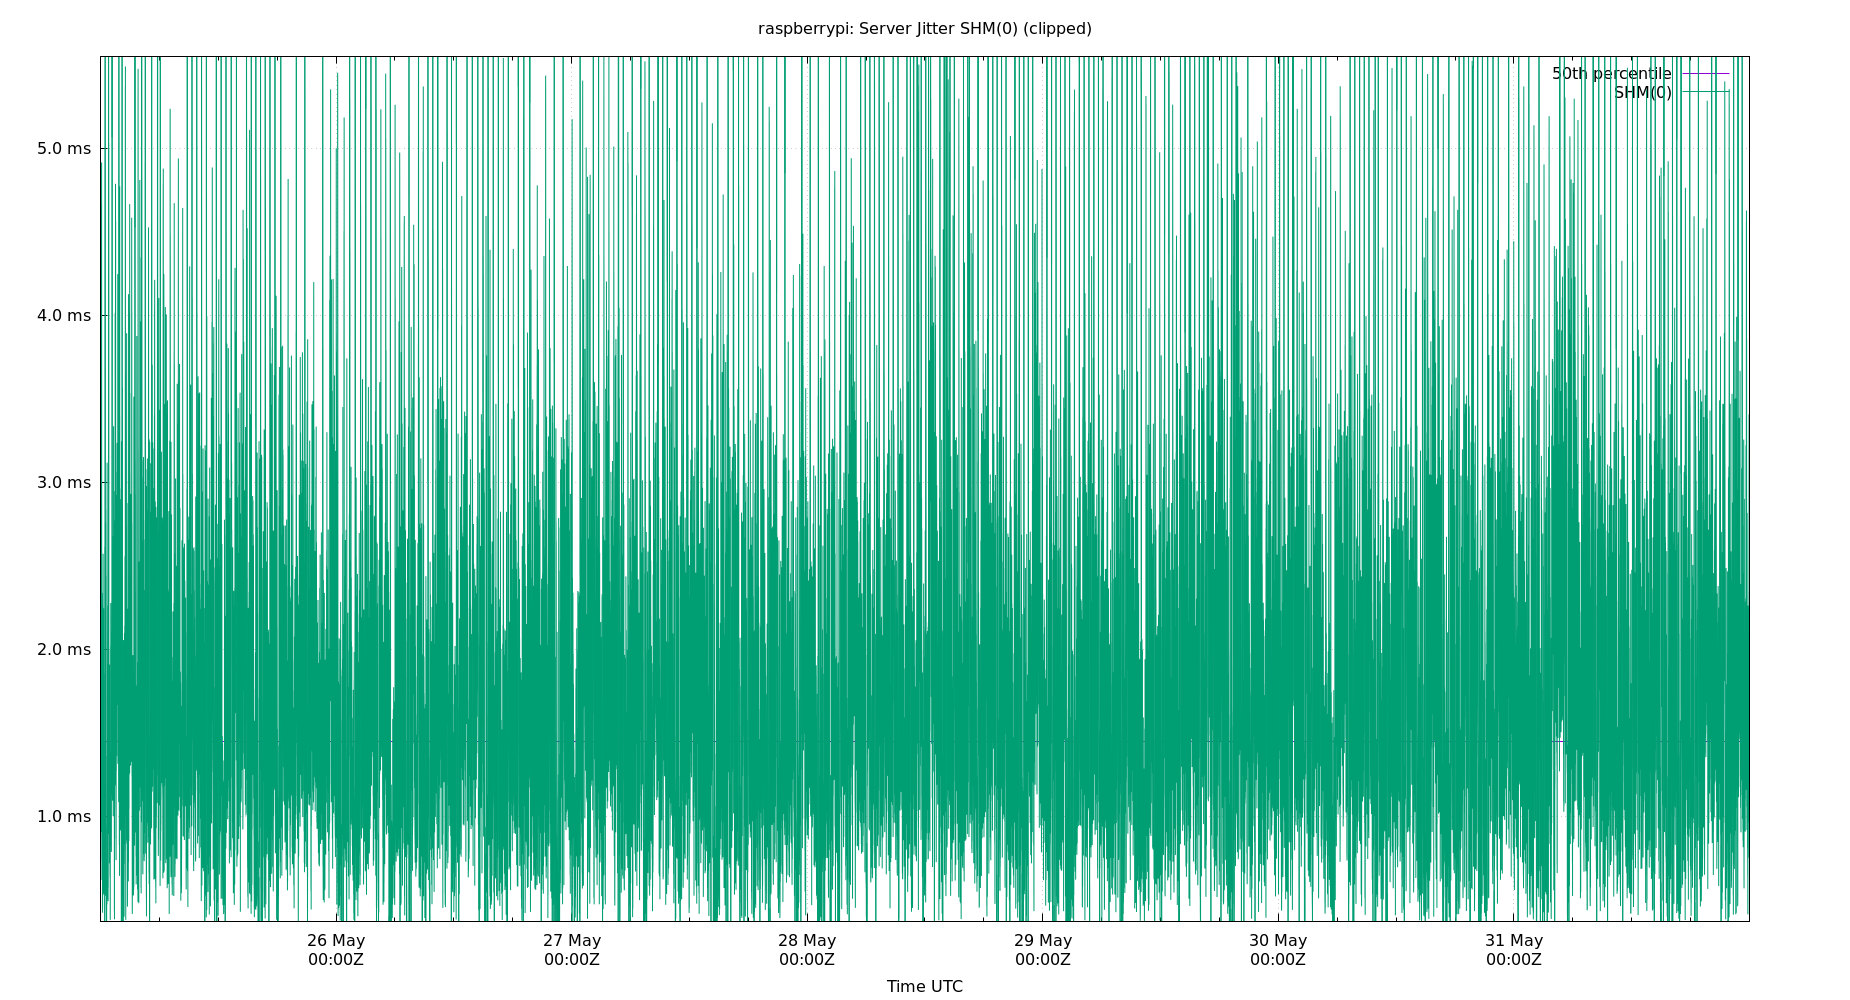 raspberrypi: Server Jitter SHM(0) (clipped)
50th percentile
SHM(0)
5.0 ms
4.0 ms
3.0 ms
2.0 ms
1.0 ms
26 May 27 May 28 May 29 May 30 May 31 May
00:00Z 00:00Z 00:00Z 00:00Z 00:00Z 00:00Z
Time UTC